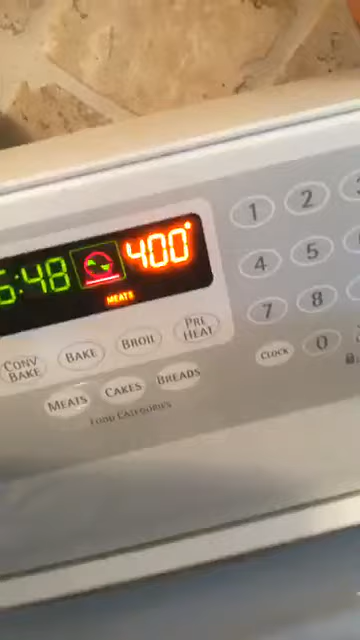 6:48 400°
MEATS
CONV BAKE BAKE BROIL PRE HEAT
MEATS CAKES BREADS
FOOD CATEGORIES
1 2 3
4 5
7 8
CLOCK 0